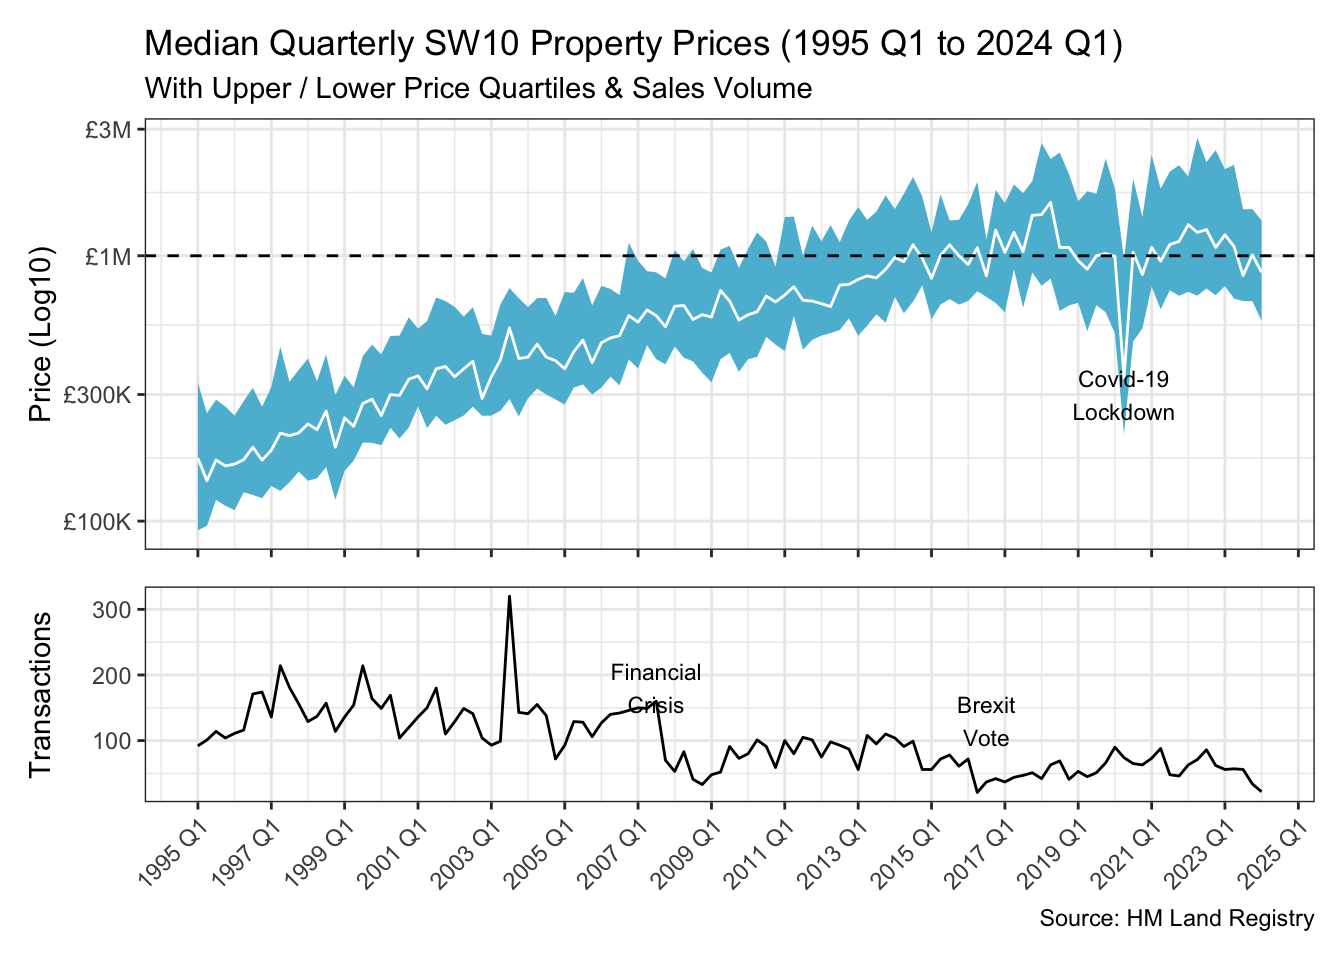 Median Quarterly SW10 Property Prices (1995 Q1 to 2024 Q1)
With Upper / Lower Price Quartiles & Sales Volume
Price (Log10)
£3M
£1M
£300K
£100K
Covid-19
Lockdown
Transactions
300
200
100
Financial
Crisis
Brexit
Vote
1995 Q1
1997 Q1
1999 Q1
2001 Q1
2003 Q1
2005 Q1
2007 Q1
2009 Q1
2011 Q1
2013 Q1
2015 Q1
2017 Q1
2019 Q1
2021 Q1
2023 Q1
2025 Q1
Source: HM Land Registry